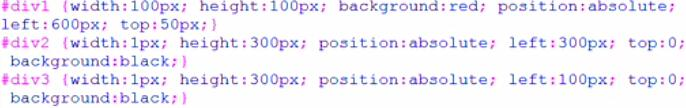 #div1 {width:100px; height:100px; background:red; position:absolute;
left:600px; top:50px;}
#div2 {width:1px; height:300px; position:absolute; left:300px; top:0;
background:black;}
#div3 {width:1px; height:300px; position:absolute; left:100px; top:0;
background:black;}